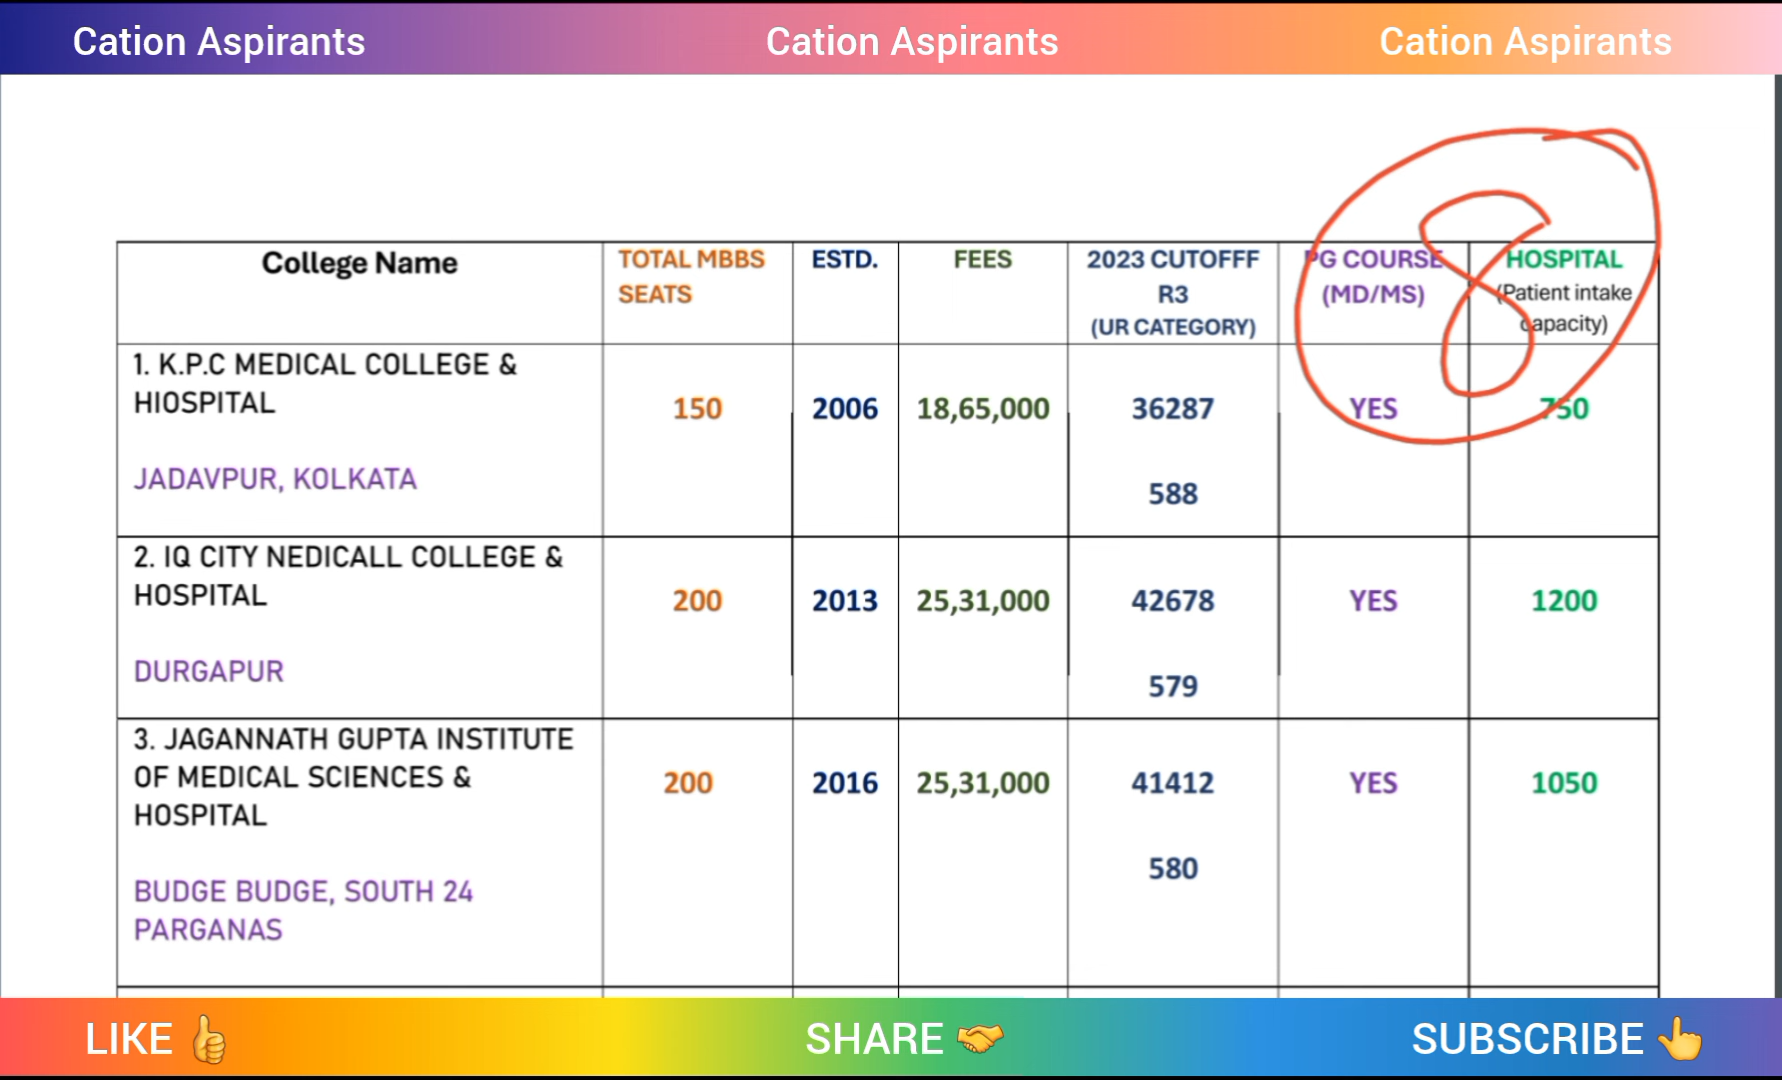 Cation Aspirants Cation Aspirants Cation Aspirants
8
College Name
TOTAL MBBS
SEATS
ESTD.
FEES
2023 CUTOFFF
R3
(UR CATEGORY)
PG COURSE
(MD/MS)
HOSPITAL
(Patient intake
capacity)
1. K.P.C MEDICAL COLLEGE &
HIOSPITAL
JADAVPUR, KOLKATA
150
2006
18,65,000
36287
588
YES
750
2. IQ CITY NEDICALL COLLEGE &
HOSPITAL
DURGAPUR
200
2013
25,31,000
42678
579
YES
1200
3. JAGANNATH GUPTA INSTITUTE
OF MEDICAL SCIENCES &
HOSPITAL
BUDGE BUDGE, SOUTH 24
PARGANAS
200
2016
25,31,000
41412
580
YES
1050
LIKE SHARE SUBSCRIBE